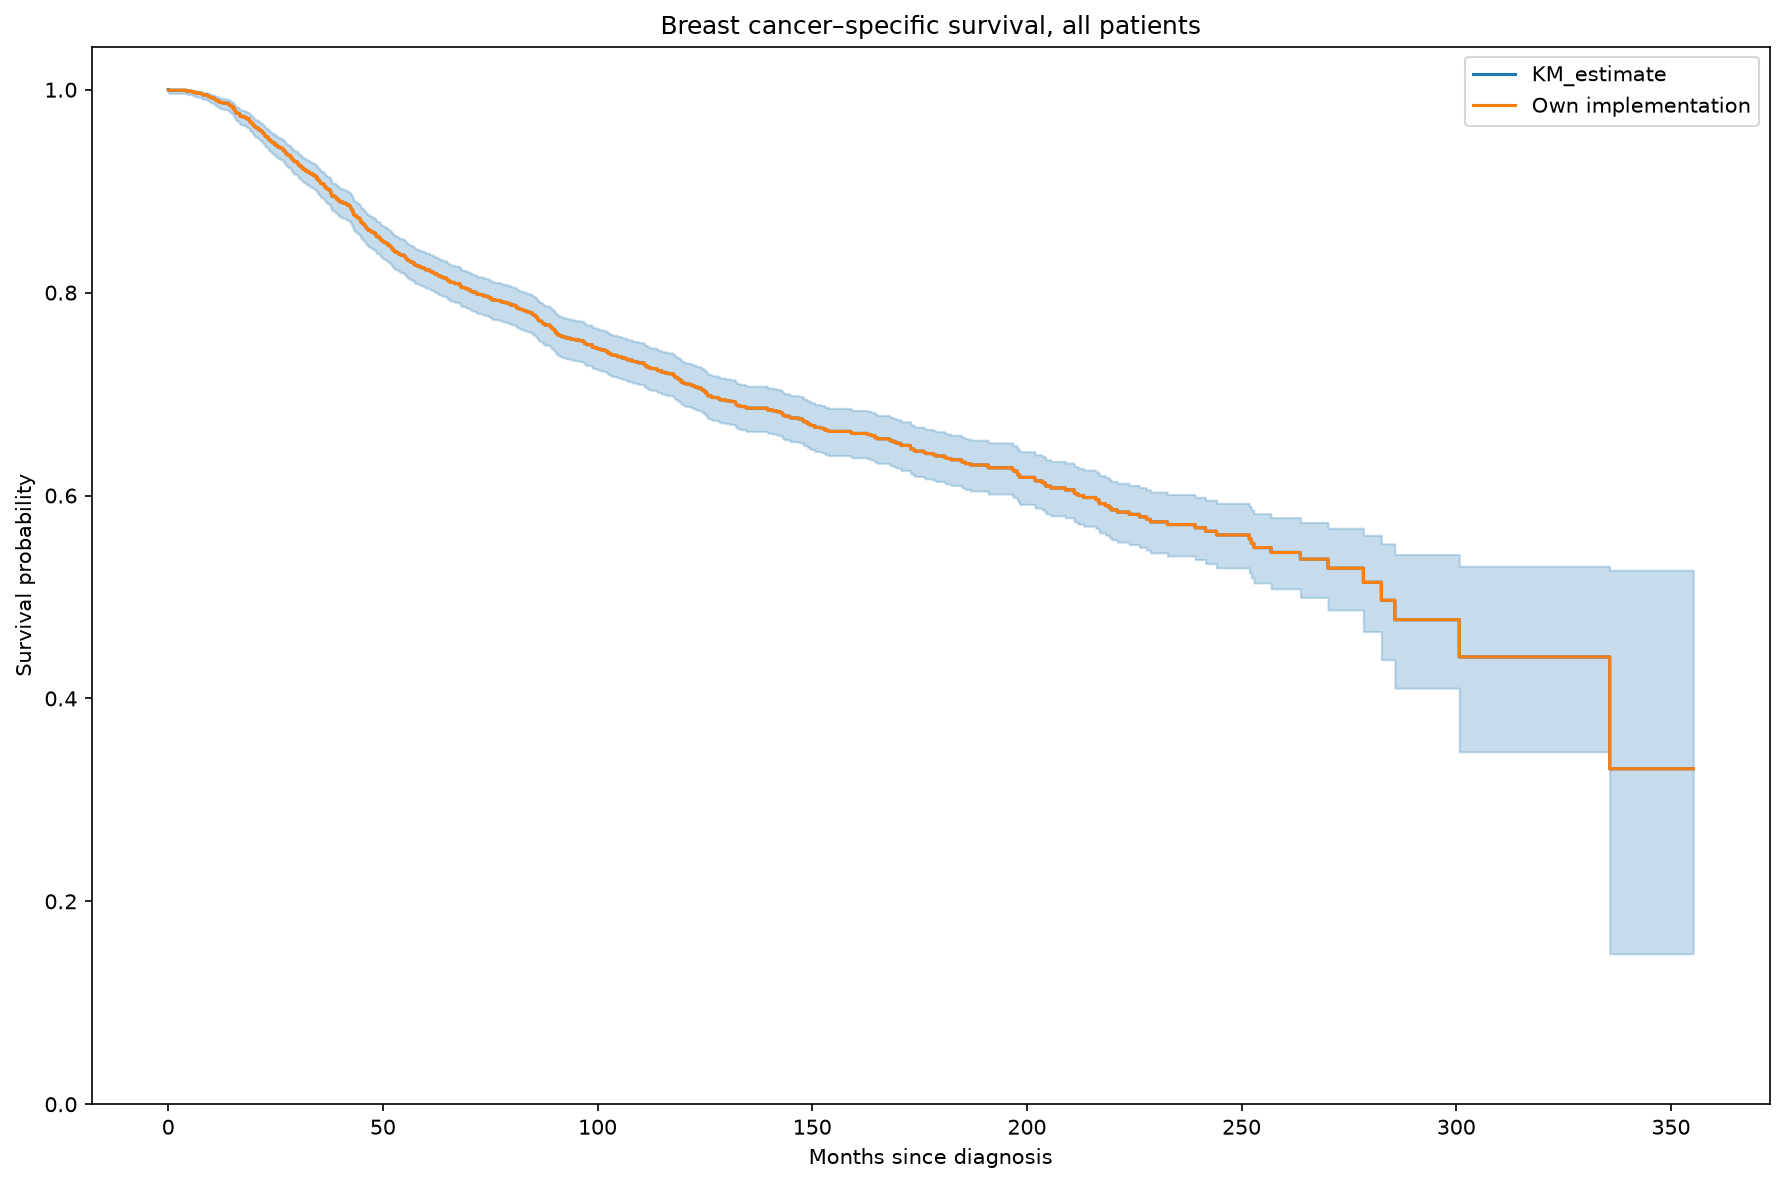 Breast cancer–specific survival, all patients
KM_estimate
Own implementation
1.0
0.8
0.6
0.4
0.2
0.0
Survival probability
0 50 100 150 200 250 300 350
Months since diagnosis